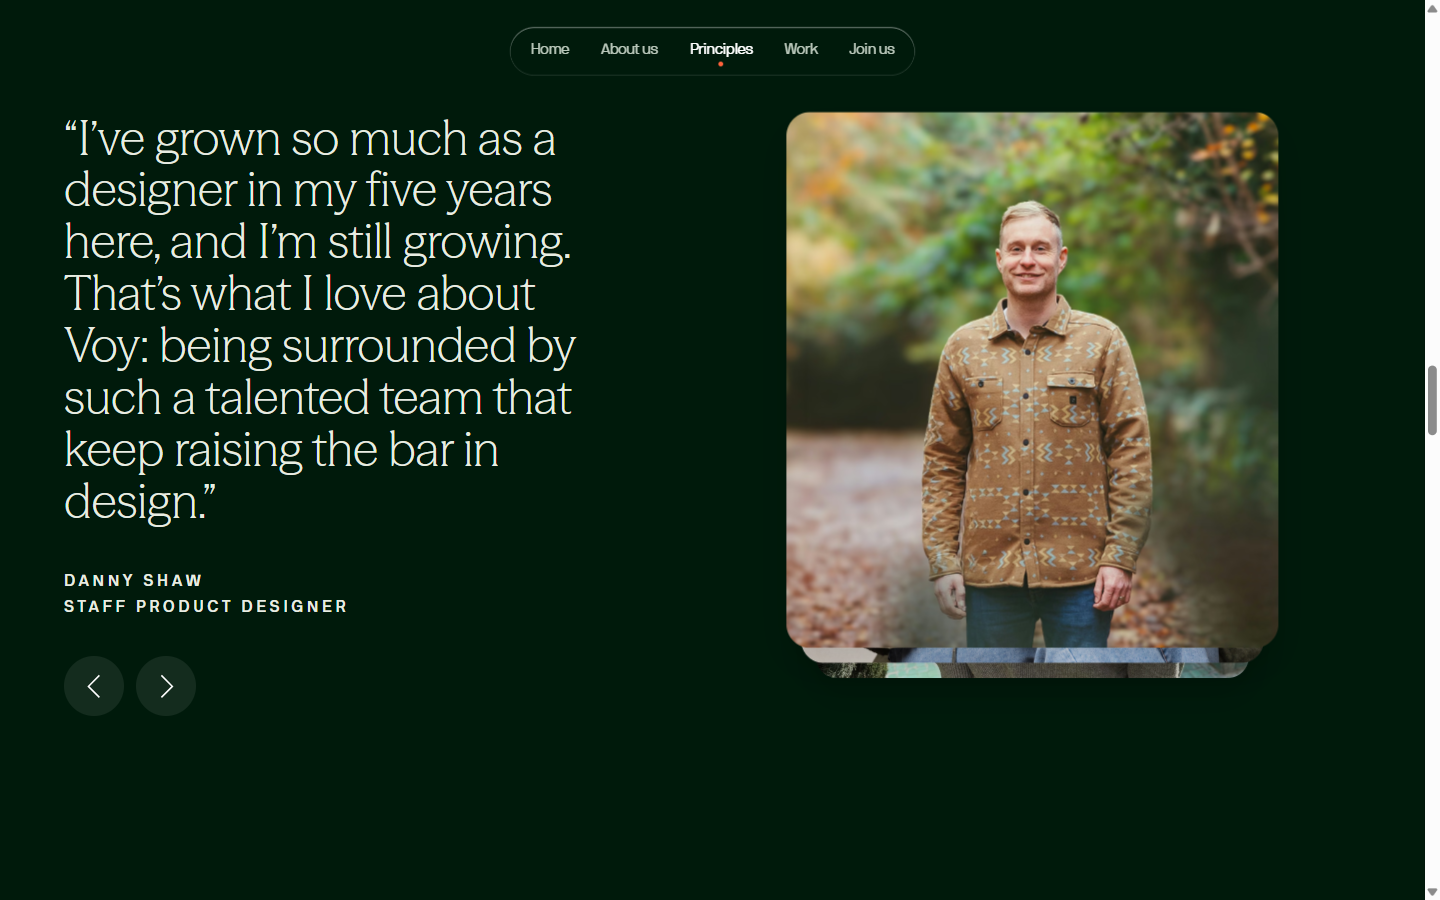 Home About us Principles Work Join us
“I’ve grown so much as a
designer in my five years
here, and I’m still growing.
That’s what I love about
Voy: being surrounded by
such a talented team that
keep raising the bar in
design.”
DANNY SHAW
STAFF PRODUCT DESIGNER